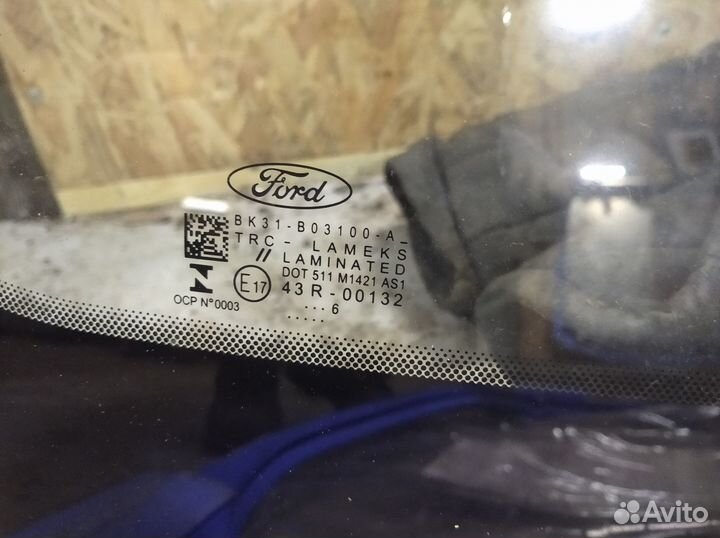 Ford
BK31-B03100-A-
TRC- LAMEKS
// LAMINATED
DOT 511 M1421 AS1
E17 43R-00132
OCP N°0003
...6
.....
Avito